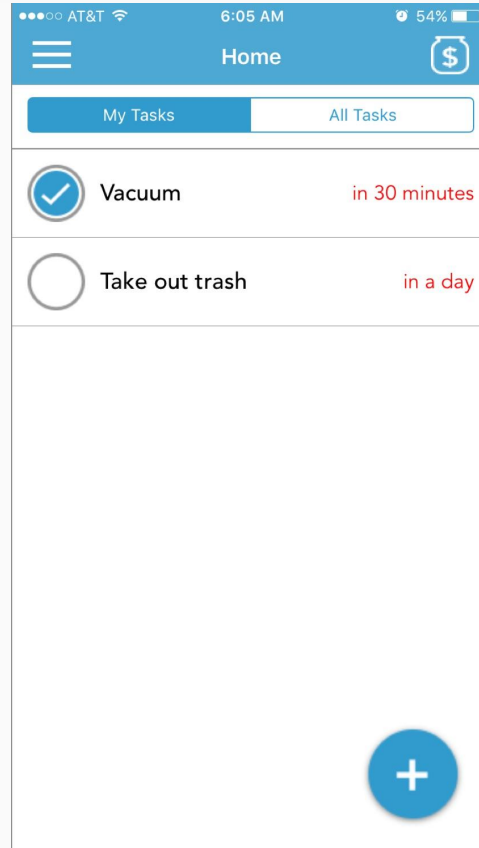 AT&T 6:05 AM 54%
Home
$
My Tasks All Tasks
Vacuum in 30 minutes
Take out trash in a day
+